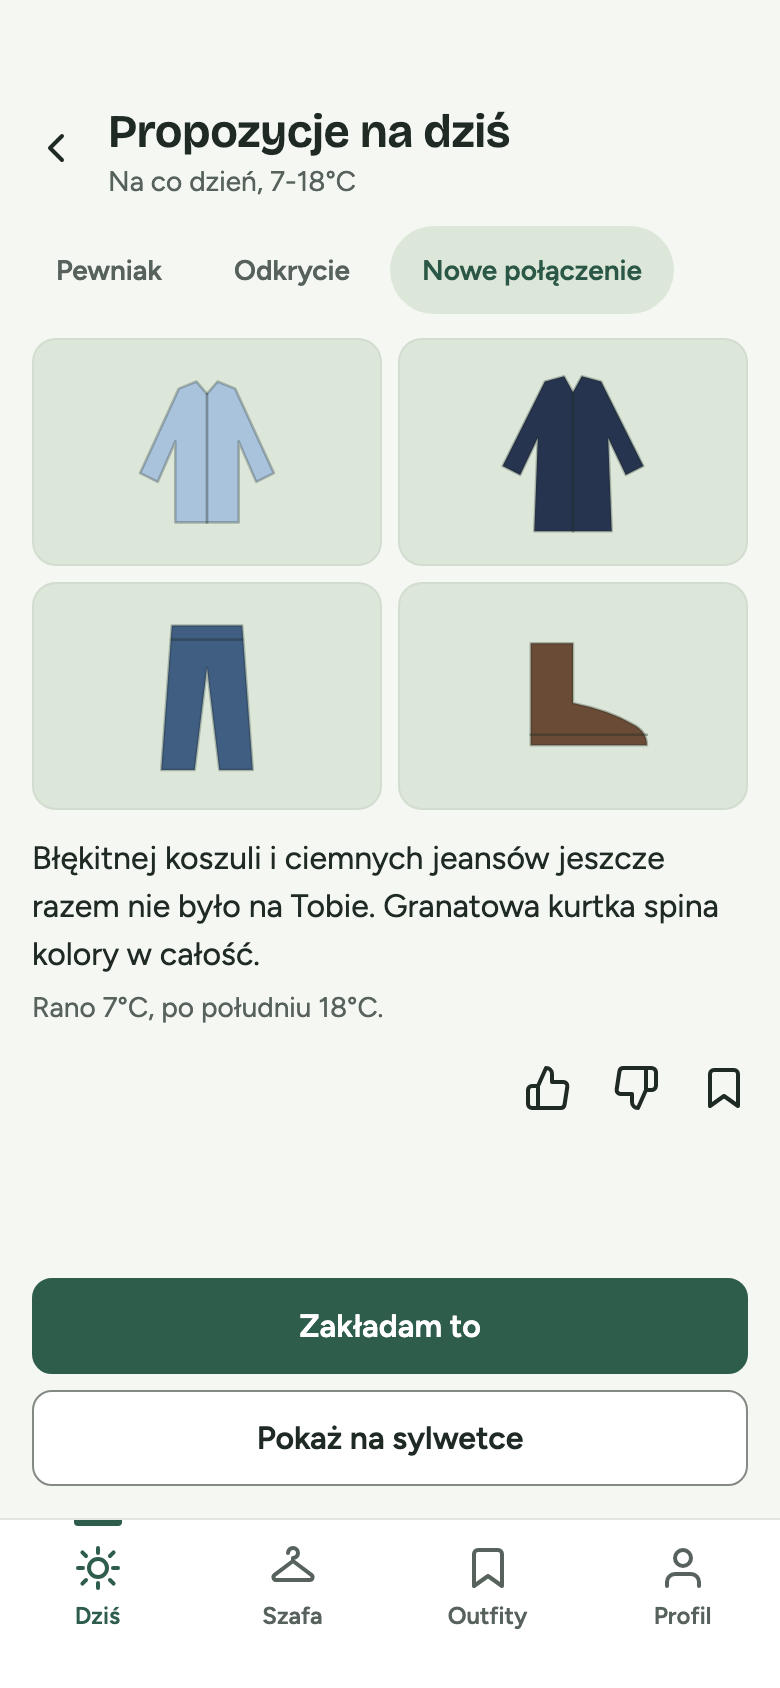 Propozycje na dziś
Na co dzień, 7-18°C
Pewniak
Odkrycie
Nowe połączenie
Błękitnej koszuli i ciemnych jeansów jeszcze
razem nie było na Tobie. Granatowa kurtka spina
kolory w całość.
Rano 7°C, po południu 18°C.
Zakładam to
Pokaż na sylwetce
Dziś
Szafa
Outfity
Profil